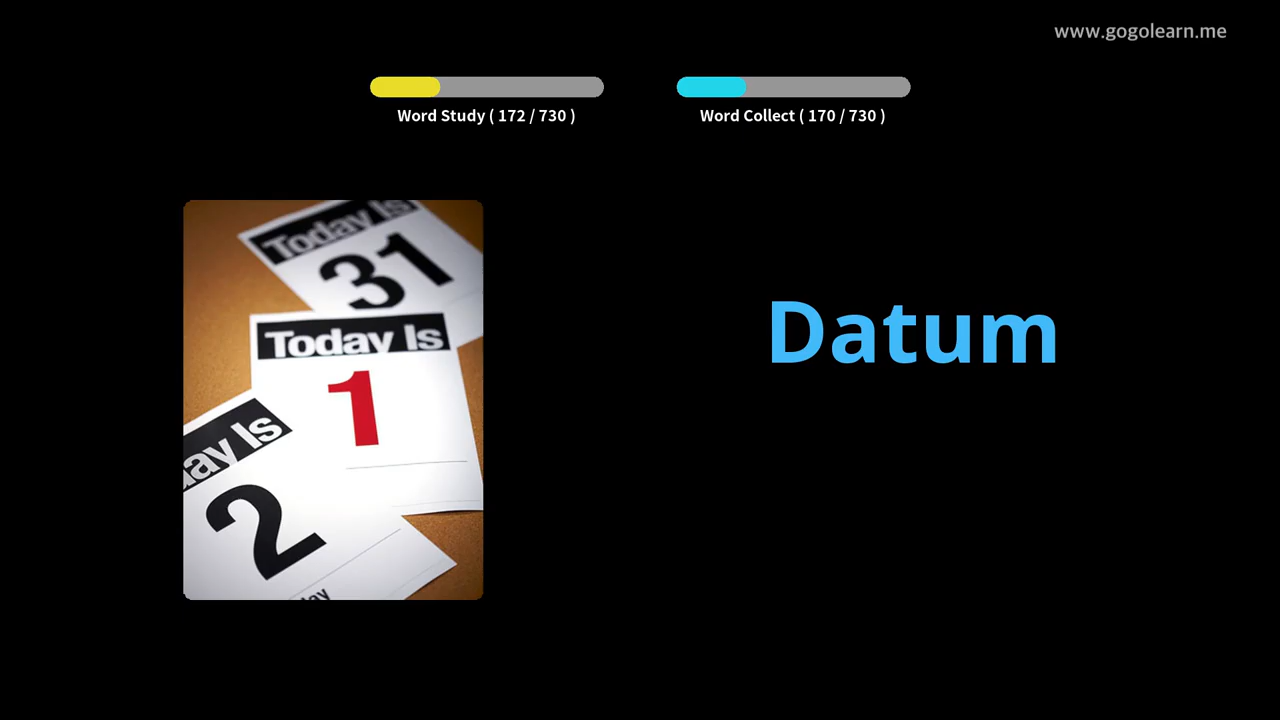 www.gogolearn.me
Word Study ( 172 / 730 )
Word Collect ( 170 / 730 )
Today Is
31
Today Is
1
Datum
ay Is
2
ay